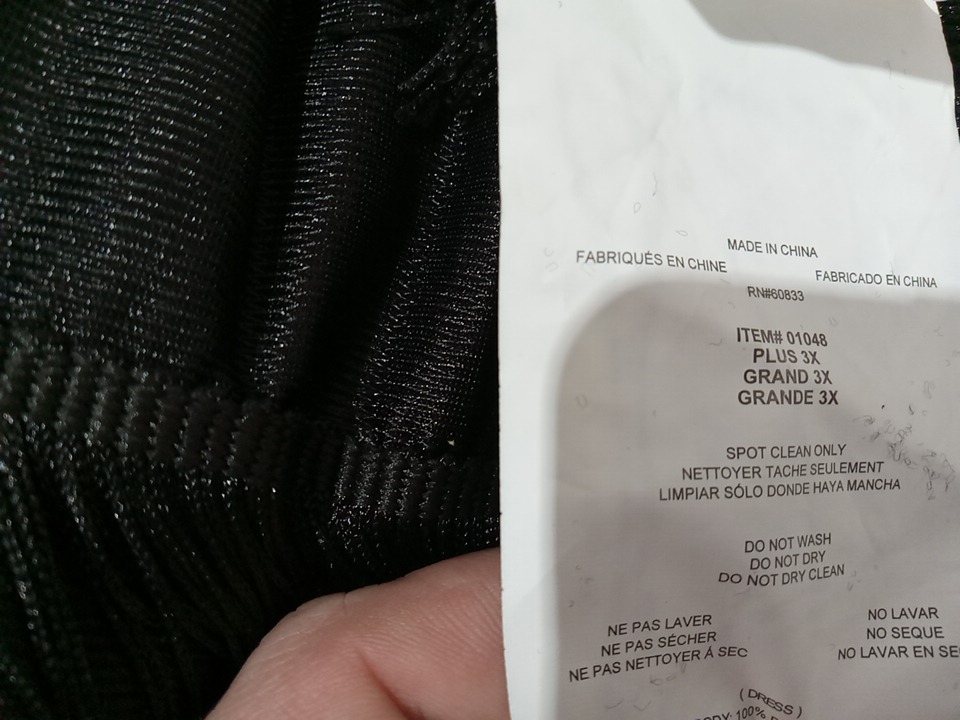 MADE IN CHINA
FABRIQUÉS EN CHINE
FABRICADO EN CHINA
RN#60833
ITEM# 01048
PLUS 3X
GRAND 3X
GRANDE 3X
SPOT CLEAN ONLY
NETTOYER TACHE SEULEMENT
LIMPIAR SÓLO DONDE HAYA MANCHA
DO NOT WASH
DO NOT DRY
DO NOT DRY CLEAN
NE PAS LAVER
NE PAS SÉCHER
NE PAS NETTOYER Á SEC
NO LAVAR
NO SEQUE
NO LAVAR EN
(DRESS)
100%